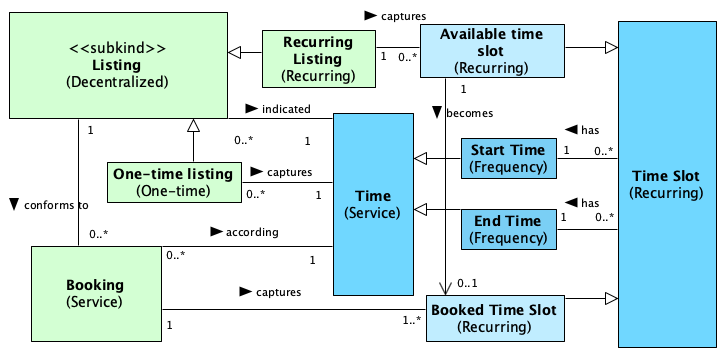 <<subkind>>
Listing
(Decentralized)
Recurring
Listing
(Recurring)
captures
1
0..*
Available time
slot
(Recurring)
Time Slot
(Recurring)
1
becomes
indicated
0..*
1
1
One-time listing
(One-time)
captures
0..*
1
Time
(Service)
Start Time
(Frequency)
has
1
0..*
End Time
(Frequency)
has
1
0..*
conforms to
0..*
Booking
(Service)
according
0..*
1
captures
1
1..*
0..1
Booked Time Slot
(Recurring)